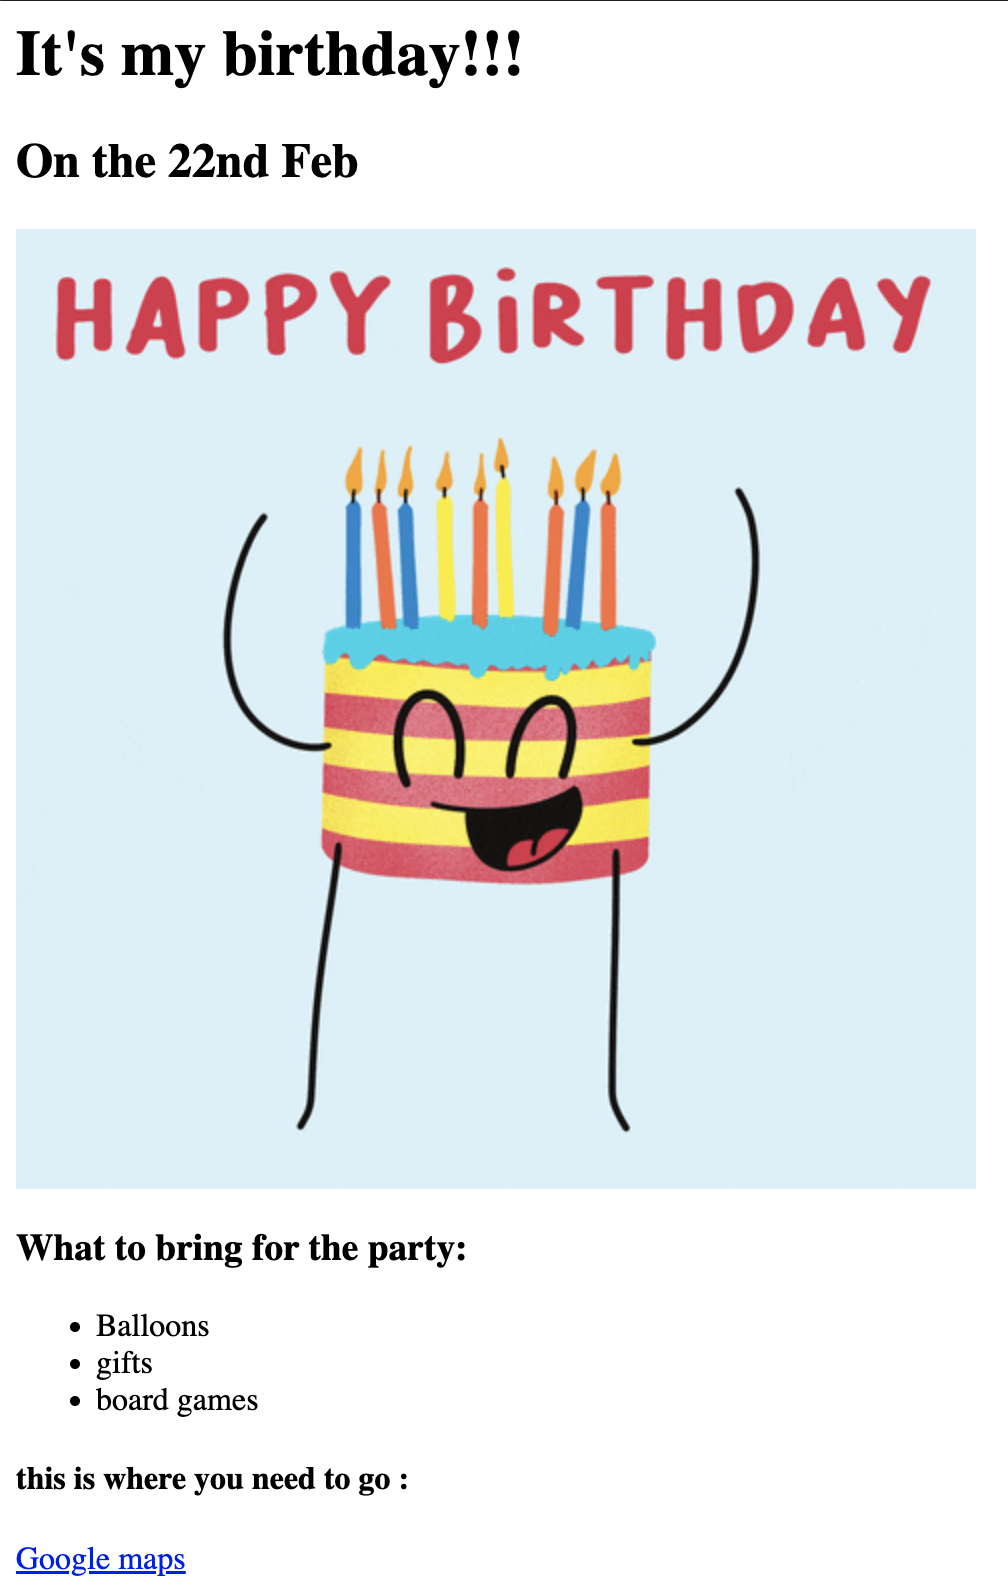 It's my birthday!!!
On the 22nd Feb
HAPPY BiRTHDAY
What to bring for the party:
Balloons
gifts
board games
this is where you need to go :
Google maps